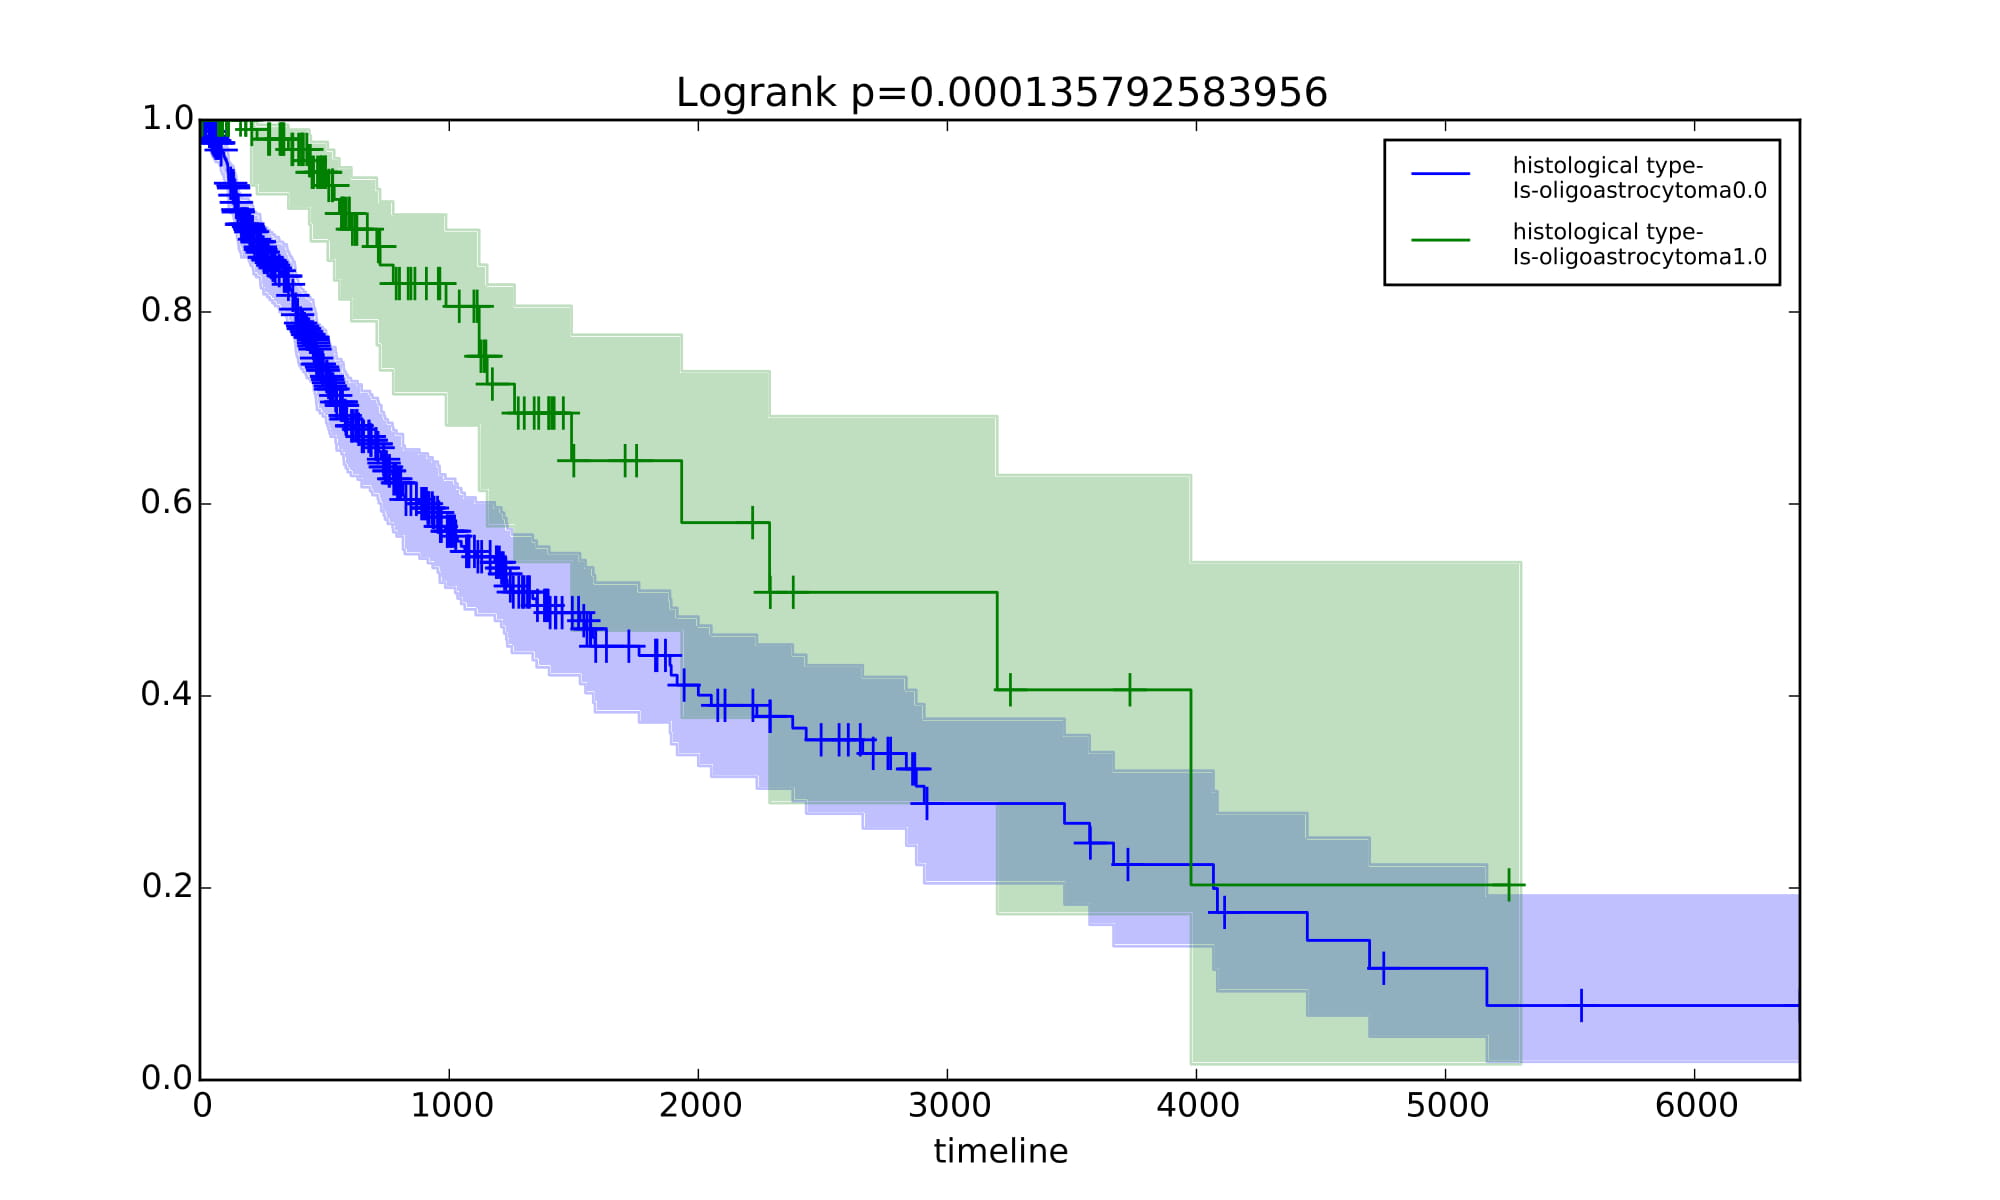 Logrank p=0.000135792583956
1.0
0.8
0.6
0.4
0.2
0.0
histological type-
Is-oligoastrocytoma0.0
histological type-
Is-oligoastrocytoma1.0
0 1000 2000 3000 4000 5000 6000
timeline